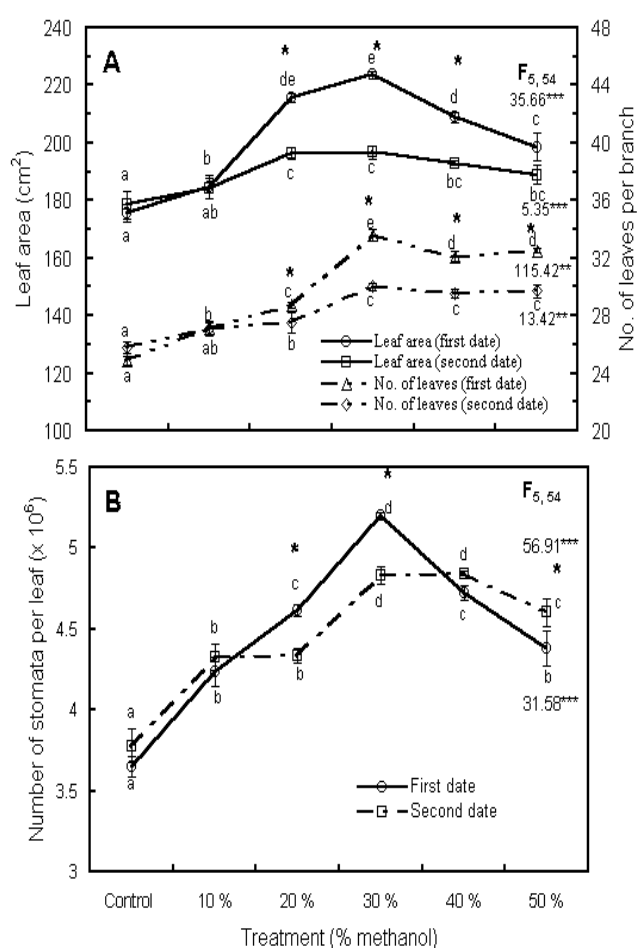 240
220
200
180
160
140
120
100
Leaf area (cm²)
48
44
40
36
32
28
24
20
No. of leaves per branch
A
F5, 54
35.66***
5.35***
115.42**
13.42**
* * *
de e d c
a b c c bc bc
a ab
* * *
* e d d
a b c c c c
a ab b
Leaf area (first date)
Leaf area (second date)
No. of leaves (first date)
No. of leaves (second date)
5.5
5
4.5
4
3.5
3
Number of stomata per leaf (x 10⁶)
B
F5, 54
56.91***
31.58***
*
* d d *
b c c
a b d c b
a b
First date
Second date
Control 10 % 20 % 30 % 40 % 50 %
Treatment (% methanol)